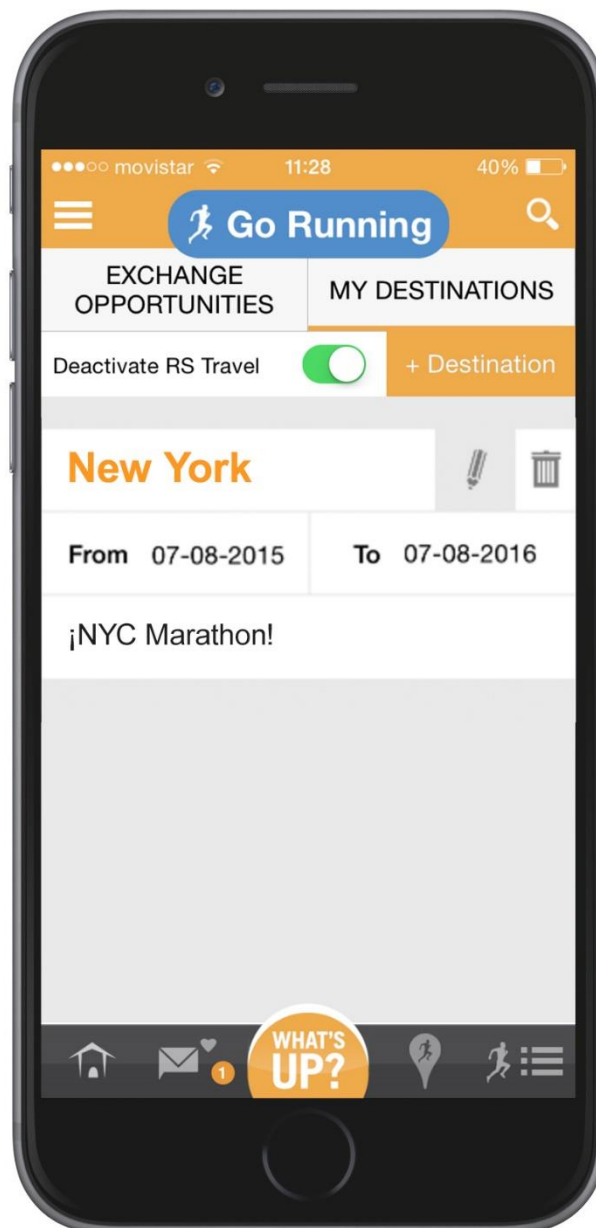 movistar 11:28 40%
Go Running
EXCHANGE
OPPORTUNITIES
MY DESTINATIONS
Deactivate RS Travel
+ Destination
New York
From 07-08-2015 To 07-08-2016
¡NYC Marathon!
1
WHAT'S
UP?